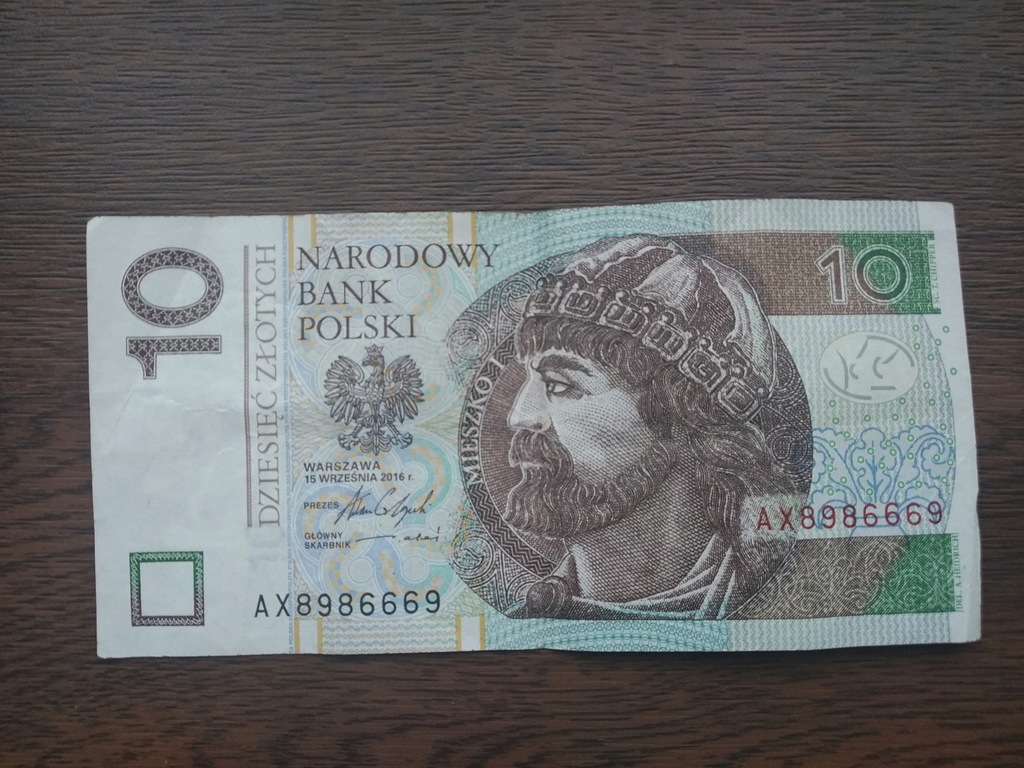 10
DZIESIĘĆ ZŁOTYCH
NARODOWY
BANK
POLSKI
WARSZAWA
15 WRZEŚNIA 2016 r.
PREZES
GŁÓWNY
SKARBNIK
AX8986669
MIESZKO I
10
AX8986669